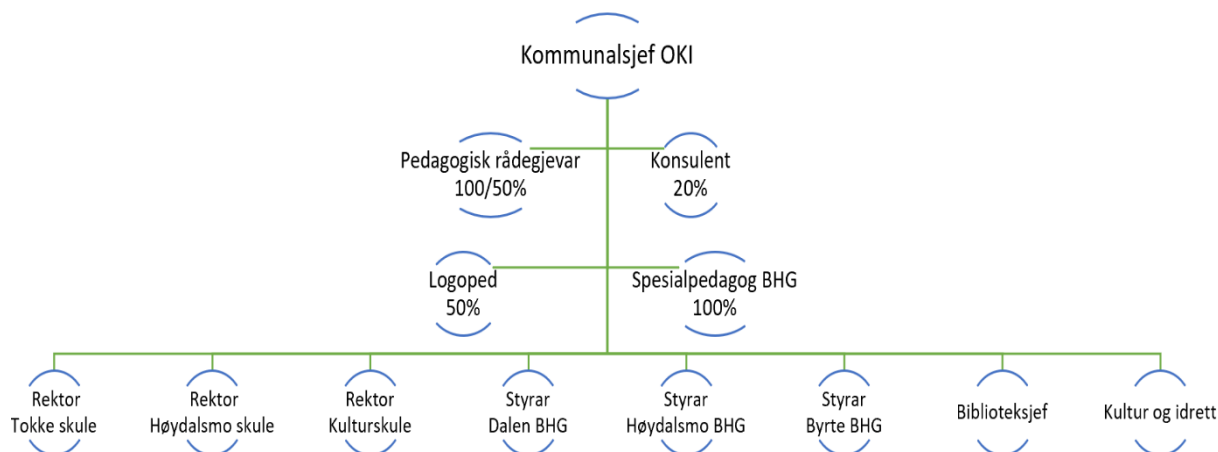 Kommunalsjef OKI
Pedagogisk rådegjevar
100/50%
Konsulent
20%
Logoped
50%
Spesialpedagog BHG
100%
Rektor
Tokke skule
Rektor
Høydalsmo skule
Rektor
Kulturskule
Styrar
Dalen BHG
Styrar
Høydalsmo BHG
Styrar
Byrte BHG
Biblioteksjef
Kultur og idrett